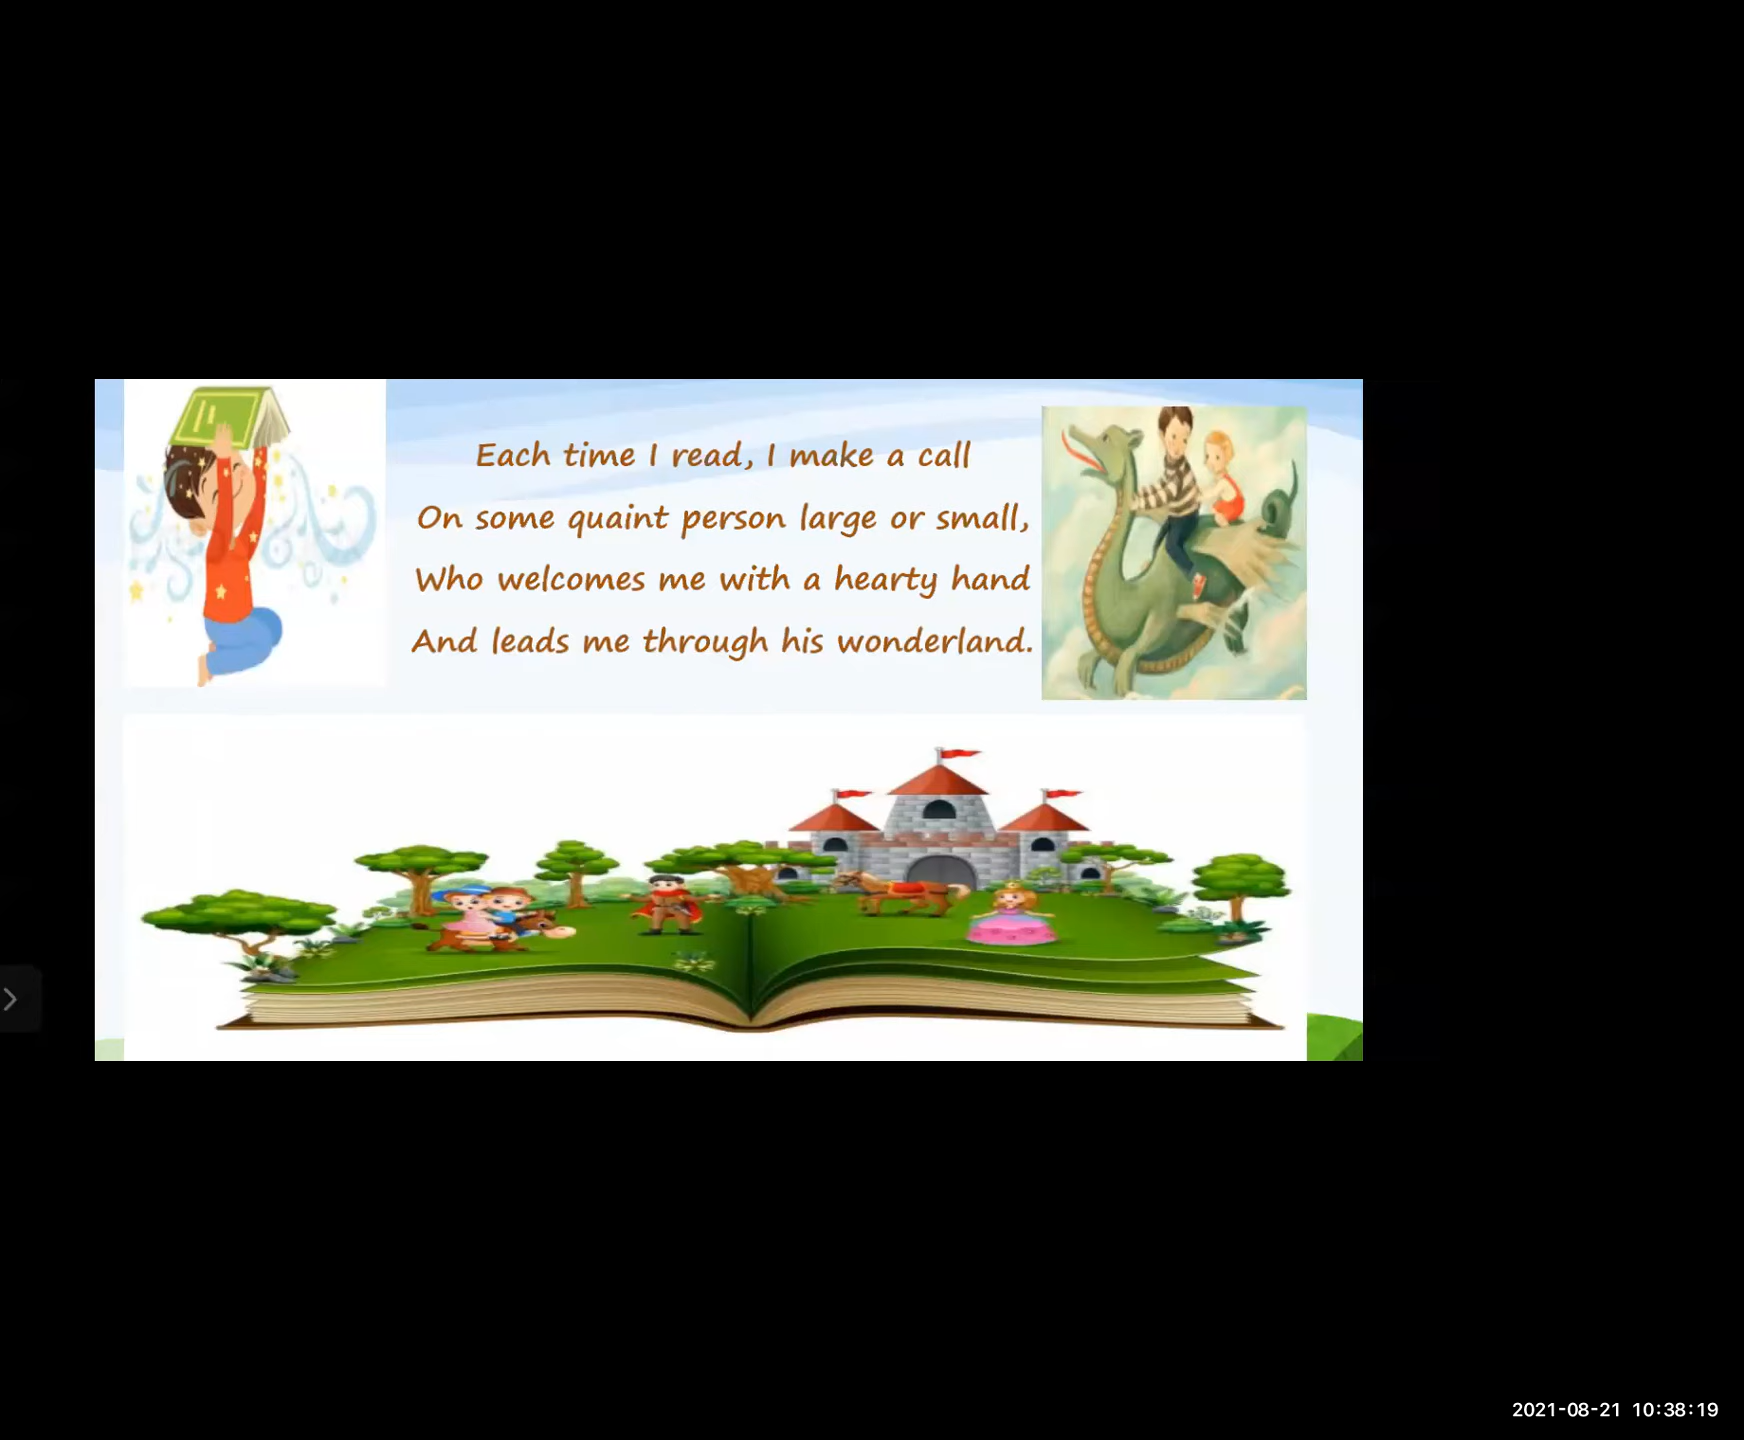 Each time I read, I make a call
On some quaint person large or small,
Who welcomes me with a hearty hand
And leads me through his wonderland.
2021-08-21 10:38:19